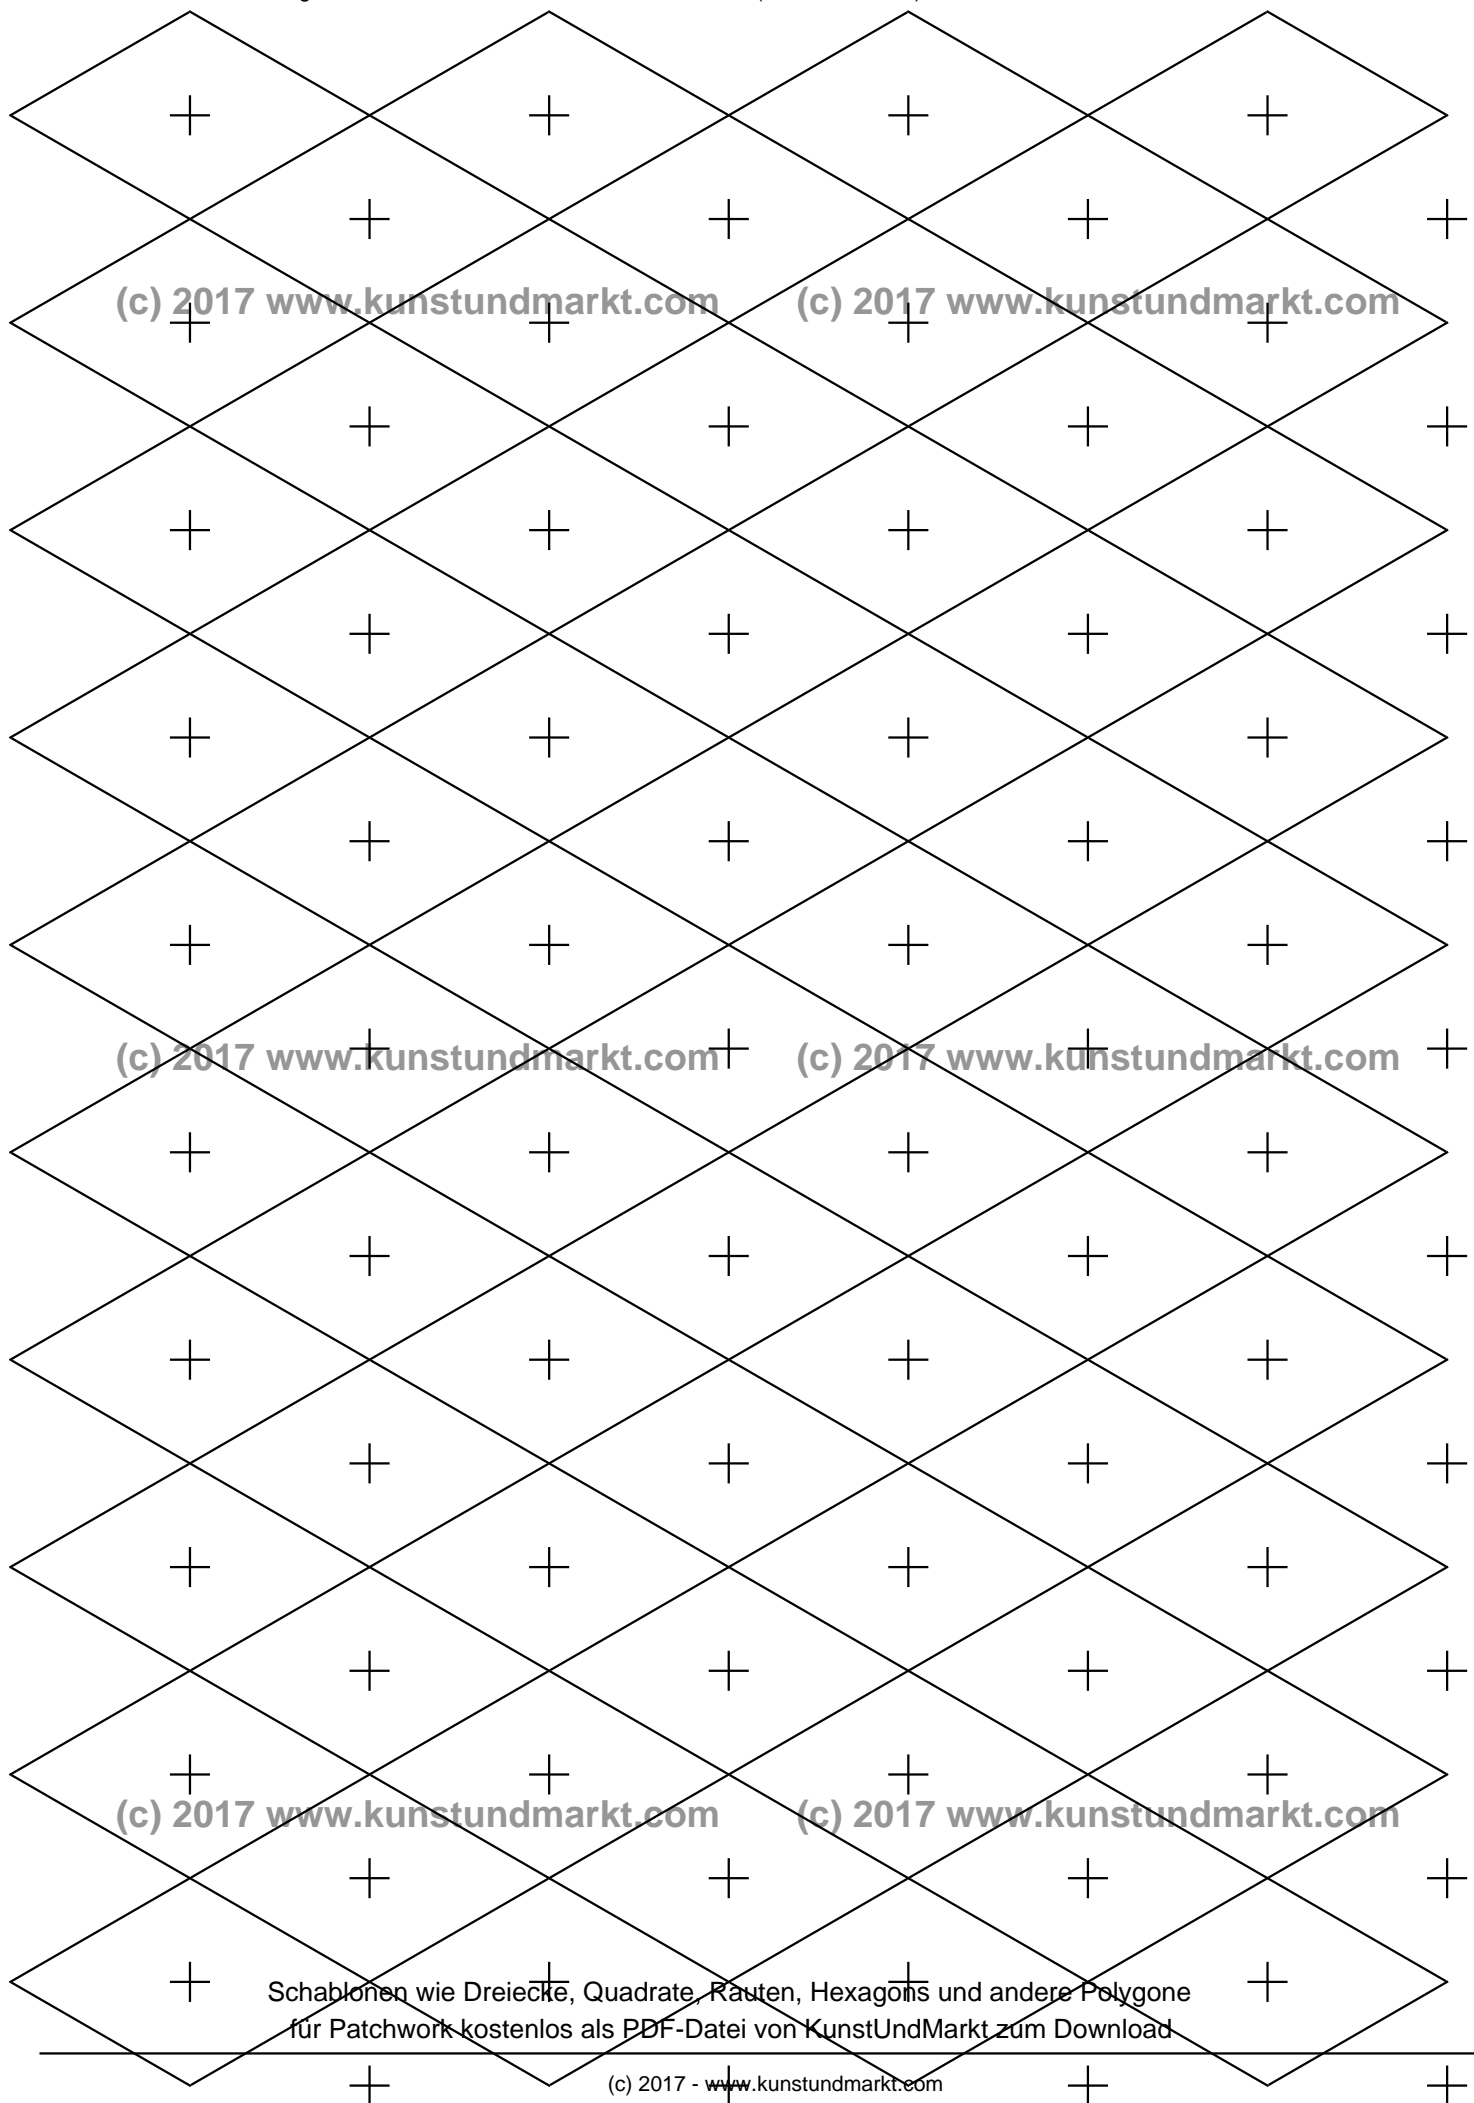 (c) 2017 www.kunstundmarkt.com (c) 2017 www.kunstundmarkt.com
(c) 2017 www.kunstundmarkt.com (c) 2017 www.kunstundmarkt.com
(c) 2017 www.kunstundmarkt.com (c) 2017 www.kunstundmarkt.com
Schablonen wie Dreiecke, Quadrate, Rauten, Hexagons und andere Polygone
für Patchwork kostenlos als PDF-Datei von KunstUndMarkt zum Download
(c) 2017 - www.kunstundmarkt.com